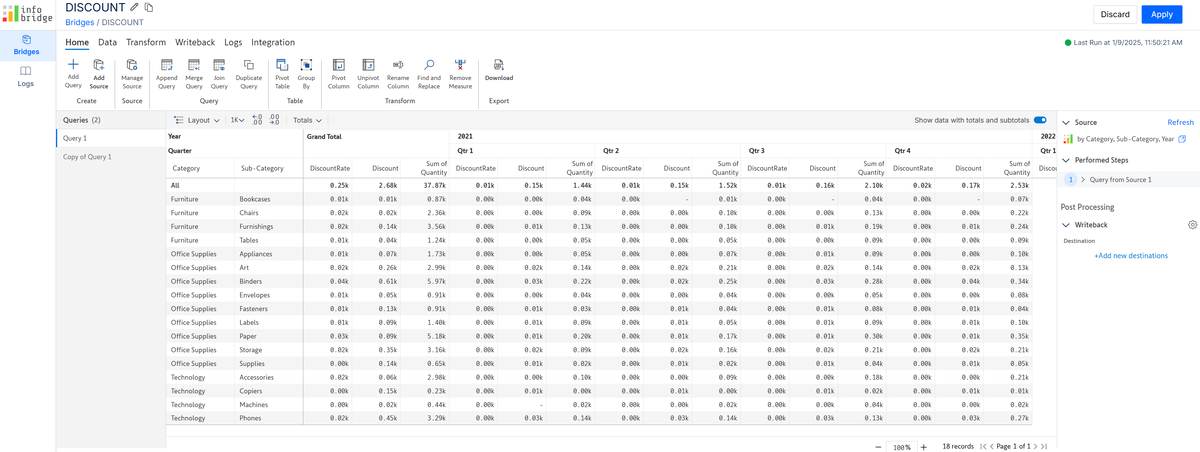 info
bridge
DISCOUNT
Bridges / DISCOUNT
Discard
Apply
Bridges
Logs
Home Data Transform Writeback Logs Integration
Last Run at 1/9/2025, 11:50:21 AM
Add Query
Add Source
Manage Source
Append Query
Merge Query
Join Query
Duplicate Query
Pivot Table
Group By
Pivot Column
Unpivot Column
Rename Column
Find and Replace
Remove Measure
Download
Create Source Query Table Transform Export
Queries (2)
Query 1
Copy of Query 1
Layout 1K Totals
Show data with totals and subtotals
Year Grand Total 2021 2022
Quarter Qtr 1 Qtr 2 Qtr 3 Qtr 4 Qtr 1
Category Sub-Category DiscountRate Discount Sum of Quantity DiscountRate Discount Sum of Quantity DiscountRate Discount Sum of Quantity DiscountRate Discount Sum of Quantity DiscountRate Discount Sum of Quantity Discou
All 0.25k 2.68k 37.87k 0.01k 0.15k 1.44k 0.01k 0.15k 1.52k 0.01k 0.16k 2.10k 0.02k 0.17k 2.53k
Furniture Bookcases 0.01k 0.01k 0.87k 0.00k 0.00k 0.04k 0.00k - 0.01k 0.00k - 0.04k 0.00k - 0.07k
Furniture Chairs 0.02k 0.02k 2.36k 0.00k 0.00k 0.09k 0.00k 0.00k 0.10k 0.00k 0.00k 0.13k 0.00k 0.00k 0.22k
Furniture Furnishings 0.02k 0.14k 3.56k 0.00k 0.01k 0.13k 0.00k 0.00k 0.10k 0.00k 0.01k 0.19k 0.00k 0.01k 0.24k
Furniture Tables 0.01k 0.04k 1.24k 0.00k 0.00k 0.05k 0.00k 0.00k 0.05k 0.00k 0.00k 0.09k 0.00k 0.00k 0.09k
Office Supplies Appliances 0.01k 0.07k 1.73k 0.00k 0.00k 0.05k 0.00k 0.00k 0.07k 0.00k 0.01k 0.09k 0.00k 0.00k 0.10k
Office Supplies Art 0.02k 0.26k 2.99k 0.00k 0.02k 0.14k 0.00k 0.02k 0.21k 0.00k 0.02k 0.14k 0.00k 0.02k 0.13k
Office Supplies Binders 0.04k 0.61k 5.97k 0.00k 0.03k 0.22k 0.00k 0.02k 0.25k 0.00k 0.03k 0.28k 0.00k 0.04k 0.34k
Office Supplies Envelopes 0.01k 0.05k 0.91k 0.00k 0.00k 0.04k 0.00k 0.00k 0.04k 0.00k 0.00k 0.05k 0.00k 0.00k 0.08k
Office Supplies Fasteners 0.01k 0.13k 0.91k 0.00k 0.01k 0.03k 0.00k 0.01k 0.04k 0.00k 0.01k 0.08k 0.00k 0.01k 0.04k
Office Supplies Labels 0.01k 0.09k 1.40k 0.00k 0.01k 0.09k 0.00k 0.01k 0.05k 0.00k 0.01k 0.09k 0.00k 0.01k 0.10k
Office Supplies Paper 0.03k 0.09k 5.18k 0.00k 0.01k 0.20k 0.00k 0.01k 0.17k 0.00k 0.01k 0.30k 0.00k 0.01k 0.35k
Office Supplies Storage 0.02k 0.35k 3.16k 0.00k 0.02k 0.09k 0.00k 0.02k 0.16k 0.00k 0.02k 0.21k 0.00k 0.02k 0.21k
Office Supplies Supplies 0.00k 0.14k 0.65k 0.00k 0.01k 0.02k 0.00k 0.01k 0.02k 0.00k 0.01k 0.04k 0.00k 0.01k 0.05k
Technology Accessories 0.02k 0.06k 2.98k 0.00k 0.00k 0.10k 0.00k 0.00k 0.09k 0.00k 0.00k 0.18k 0.00k 0.00k 0.21k
Technology Copiers 0.00k 0.15k 0.23k 0.00k 0.01k 0.00k 0.00k 0.01k 0.00k 0.00k 0.01k 0.02k 0.00k 0.01k 0.01k
Technology Machines 0.00k 0.02k 0.44k 0.00k - 0.02k 0.00k 0.00k 0.02k 0.00k 0.00k 0.04k 0.00k 0.00k 0.02k
Technology Phones 0.02k 0.45k 3.29k 0.00k 0.03k 0.14k 0.00k 0.03k 0.14k 0.00k 0.03k 0.13k 0.00k 0.03k 0.27k
100% 18 records Page 1 of 1
Source Refresh
by Category, Sub-Category, Year
Performed Steps
1 Query from Source 1
Post Processing
Writeback
Destination
+Add new destinations